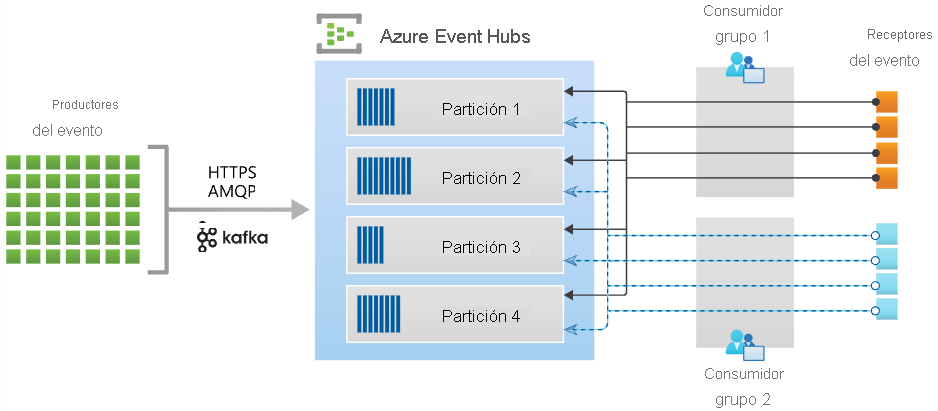 Azure Event Hubs
Consumidor
grupo 1
Receptores
del evento
Productores
del evento
HTTPS
AMQP
kafka
Partición 1
Partición 2
Partición 3
Partición 4
Consumidor
grupo 2